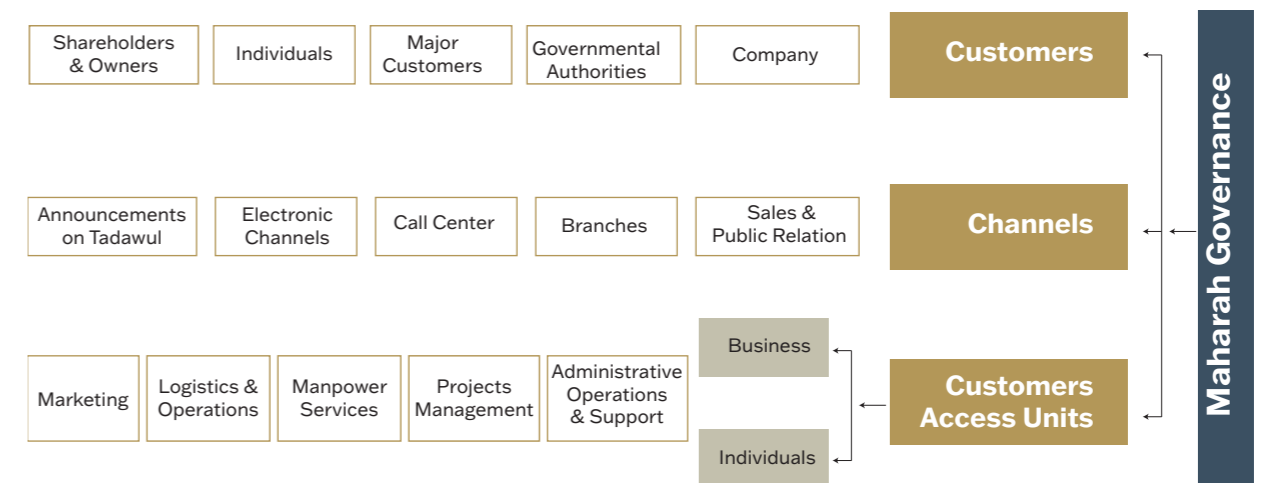 Shareholders
& Owners
Individuals
Major
Customers
Governmental
Authorities
Company
Customers
Announcements
on Tadawul
Electronic
Channels
Call Center
Branches
Sales &
Public Relation
Channels
Marketing
Logistics &
Operations
Manpower
Services
Projects
Management
Administrative
Operations
& Support
Business
Individuals
Customers
Access Units
Maharah Governance